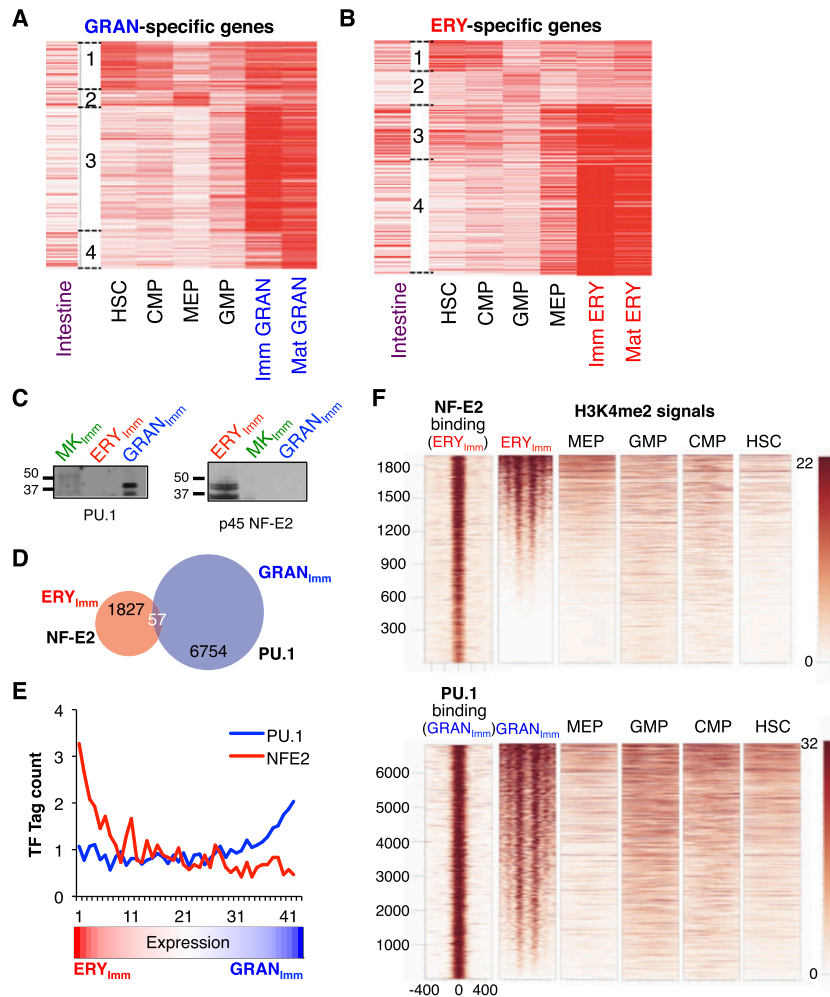 A
GRAN-specific genes
1
2
3
4
Intestine
HSC
CMP
MEP
GMP
Imm GRAN
Mat GRAN
B
ERY-specific genes
1
2
3
4
Intestine
HSC
CMP
GMP
MEP
Imm ERY
Mat ERY
C
MKImm
ERYImm
GRANImm
50
37
PU.1
ERYImm
MKImm
GRANImm
50
37
p45 NF-E2
D
ERYImm
1827
NF-E2
57
GRANImm
6754
PU.1
E
TF Tag count
4
3
2
1
0
PU.1
NFE2
1 11 21 31 41
Expression
ERYImm GRANImm
F
NF-E2
binding
(ERYImm)
H3K4me2 signals
ERYImm
MEP
GMP
CMP
HSC
1800
1500
1200
900
600
300
22
0
PU.1
binding
(GRANImm)
GRANImm
MEP
GMP
CMP
HSC
6000
5000
4000
3000
2000
1000
32
0
-400 0 400